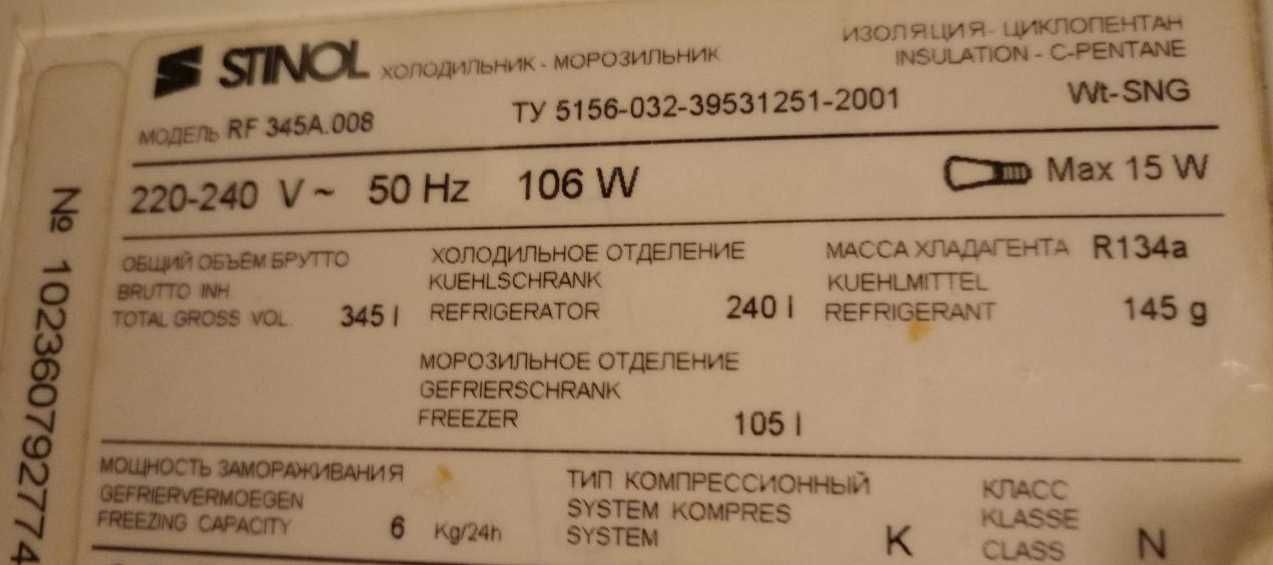 STINOL ХОЛОДИЛЬНИК - МОРОЗИЛЬНИК
ИЗОЛЯЦИЯ- ЦИКЛОПЕНТАН
INSULATION - C-PENTANE
МОДЕЛЬ RF 345A.008
ТУ 5156-032-39531251-2001
Wt-SNG
220-240 V ~ 50 Hz 106 W
Max 15 W
ОБЩИЙ ОБЪЁМ БРУТТО
BRUTTO INH
TOTAL GROSS VOL. 345 l
ХОЛОДИЛЬНОЕ ОТДЕЛЕНИЕ
KUEHLSCHRANK
REFRIGERATOR 240 l
МАССА ХЛАДАГЕНТА R134a
KUEHLMITTEL
REFRIGERANT 145 g
МОРОЗИЛЬНОЕ ОТДЕЛЕНИЕ
GEFRIERSCHRANK
FREEZER 105 l
МОЩНОСТЬ ЗАМОРАЖИВАНИЯ
GEFRIERVERMOEGEN
FREEZING CAPACITY 6 Kg/24h
ТИП КОМПРЕССИОННЫЙ
SYSTEM KOMPRES
SYSTEM K
КЛАСС
KLASSE
CLASS N
№ 102360792774